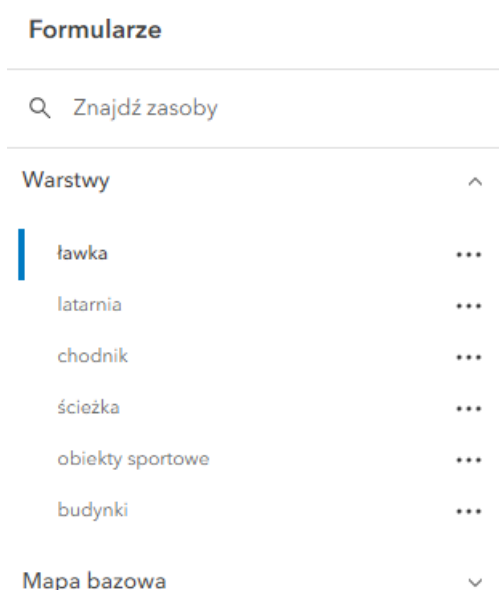 Formularze
Znajdź zasoby
Warstwy
ławka
latarnia
chodnik
ścieżka
obiekty sportowe
budynki
Mapa bazowa